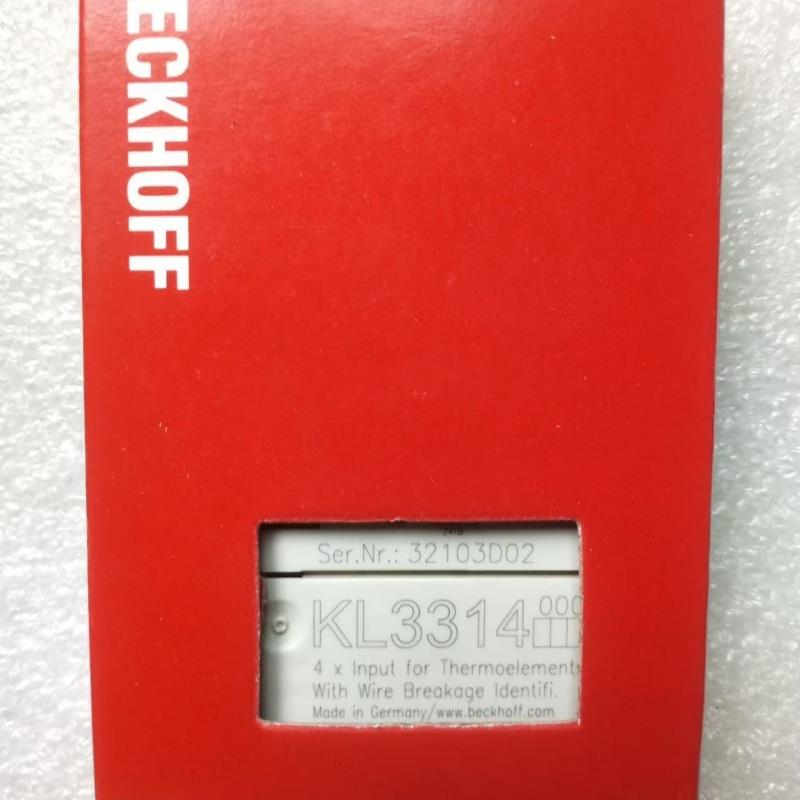 ECKHOFF
Ser.Nr.: 32103D02
KL3314
000
4 x Input for Thermoelement
With Wire Breakage Identifi.
Made in Germany/www.beckhoff.com